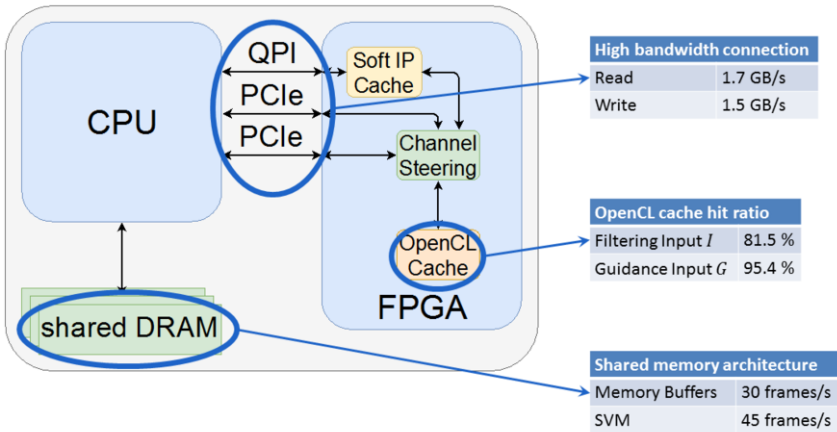 QPI
PCIe
PCIe
CPU
Soft IP
Cache
Channel
Steering
OpenCL
Cache
FPGA
shared DRAM
High bandwidth connection
Read 1.7 GB/s
Write 1.5 GB/s
OpenCL cache hit ratio
Filtering Input I 81.5 %
Guidance Input G 95.4 %
Shared memory architecture
Memory Buffers 30 frames/s
SVM 45 frames/s